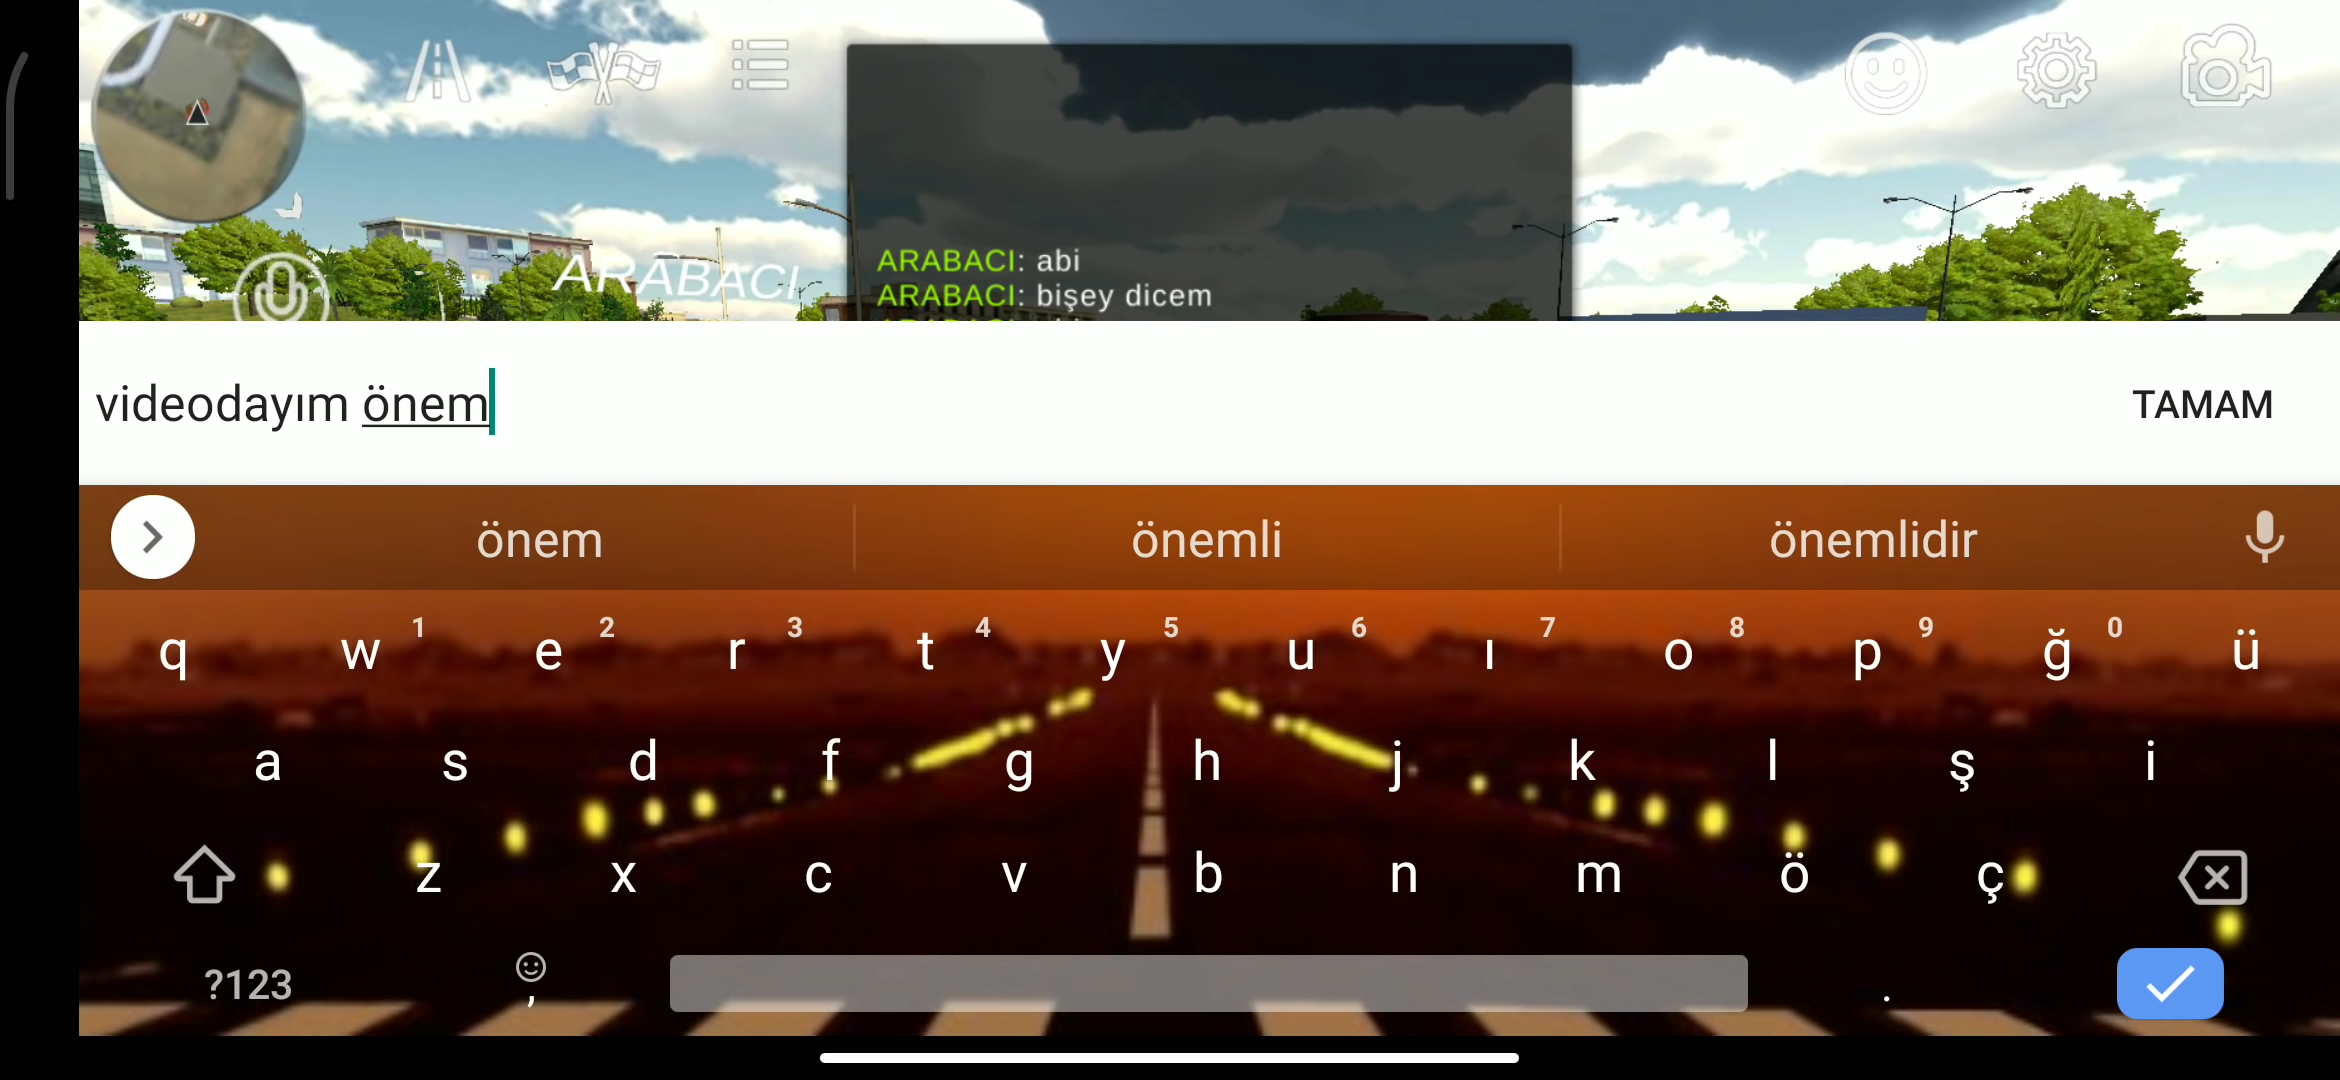 ARABACI
ARABACI: abi
ARABACI: bişey dicem
videodayım önem
TAMAM
önem önemli önemlidir
1 2 3 4 5 6 7 8 9 0
q w e r t y u ı o p ğ ü
a s d f g h j k l ş i
z x c v b n m ö ç
?123 , .